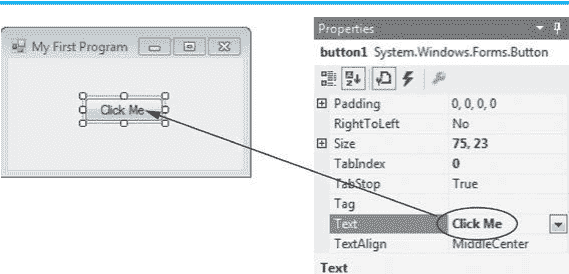 My First Program
Click Me
Properties
button1 System.Windows.Forms.Button
Padding 0, 0, 0, 0
RightToLeft No
Size 75, 23
TabIndex 0
TabStop True
Tag
Text Click Me
TextAlign MiddleCenter
Text